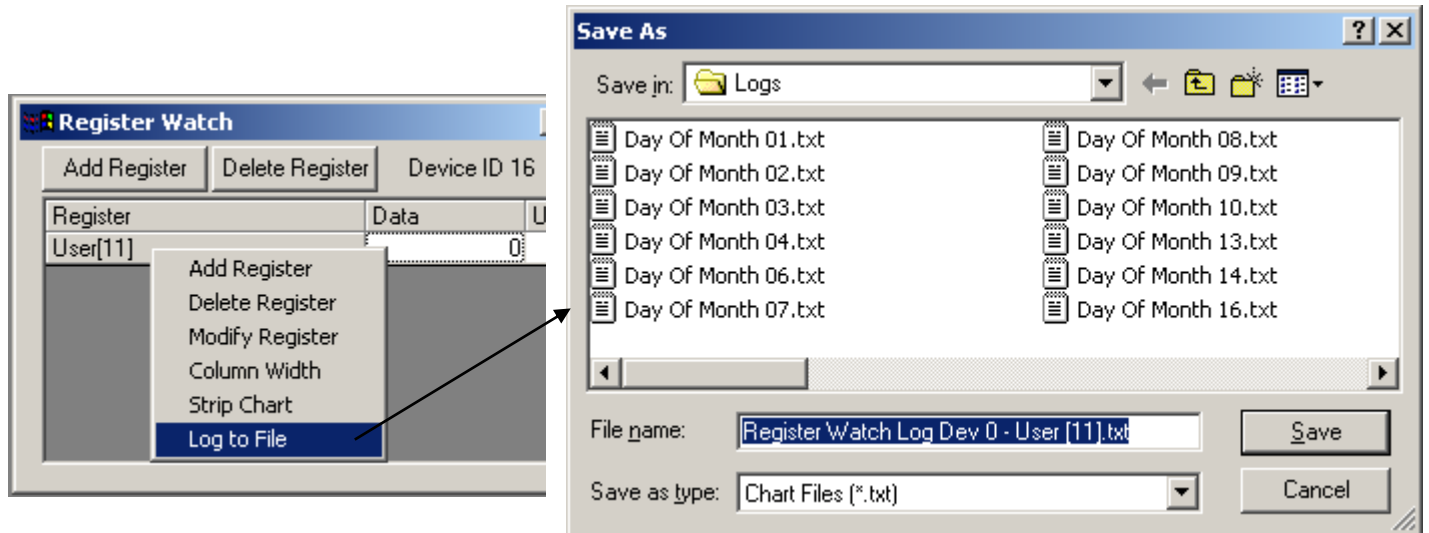 Register Watch
Add Register Delete Register Device ID 16
Register Data U
User[11] 0
Add Register
Delete Register
Modify Register
Column Width
Strip Chart
Log to File
Save As
Save in: Logs
Day Of Month 01.txt
Day Of Month 02.txt
Day Of Month 03.txt
Day Of Month 04.txt
Day Of Month 06.txt
Day Of Month 07.txt
Day Of Month 08.txt
Day Of Month 09.txt
Day Of Month 10.txt
Day Of Month 13.txt
Day Of Month 14.txt
Day Of Month 16.txt
File name: Register Watch Log Dev 0 - User [11].txt Save
Save as type: Chart Files (*.txt) Cancel